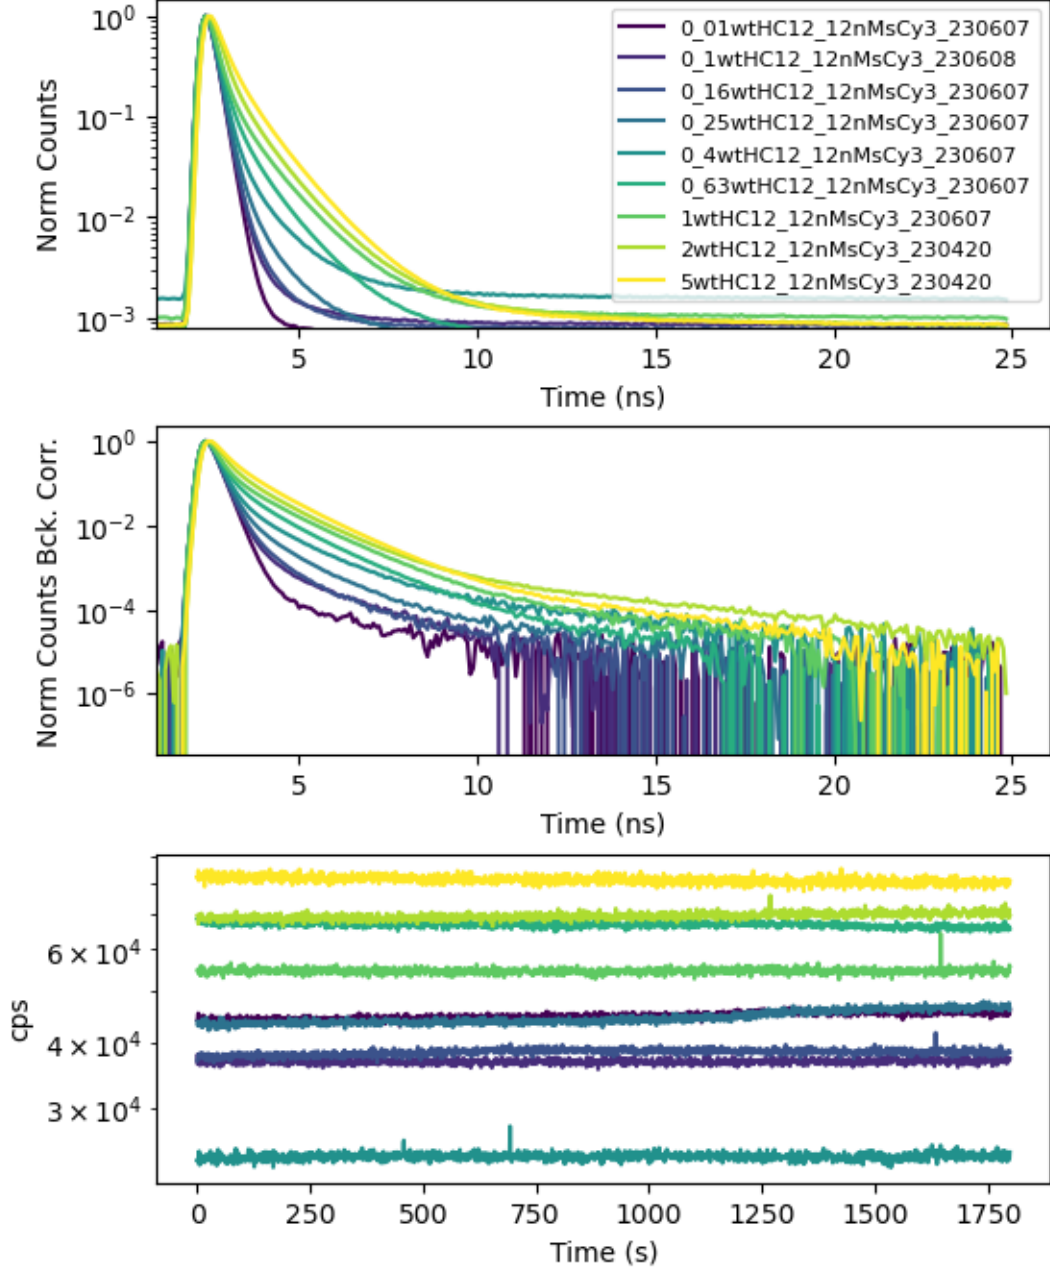 Norm Counts
10⁰
10⁻¹
10⁻²
10⁻³
0_01wtHC12_12nMsCy3_230607
0_1wtHC12_12nMsCy3_230608
0_16wtHC12_12nMsCy3_230607
0_25wtHC12_12nMsCy3_230607
0_4wtHC12_12nMsCy3_230607
0_63wtHC12_12nMsCy3_230607
1wtHC12_12nMsCy3_230607
2wtHC12_12nMsCy3_230420
5wtHC12_12nMsCy3_230420
5 10 15 20 25
Time (ns)
Norm Counts Bck. Corr.
10⁰
10⁻²
10⁻⁴
10⁻⁶
5 10 15 20 25
Time (ns)
cps
6 × 10⁴
4 × 10⁴
3 × 10⁴
0 250 500 750 1000 1250 1500 1750
Time (s)